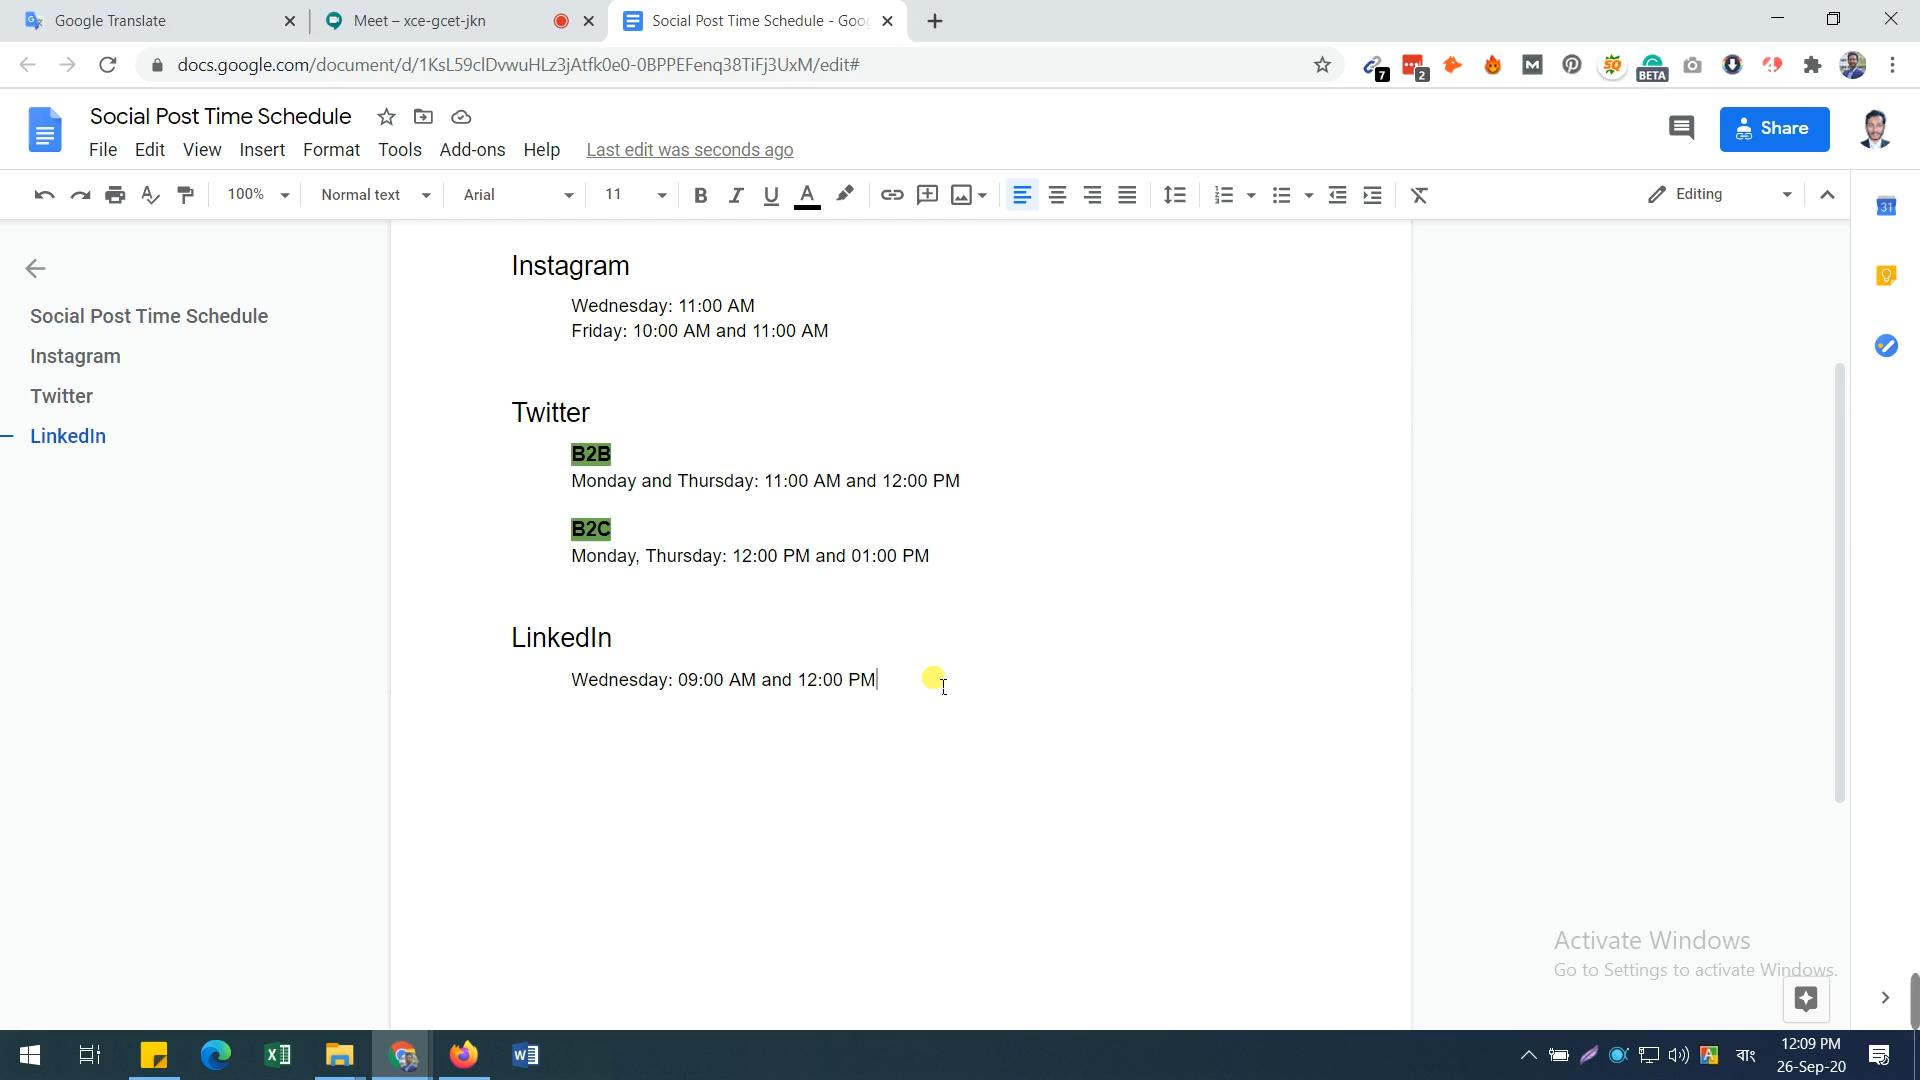 Google Translate
Meet – xce-gcet-jkn
Social Post Time Schedule - Goo
docs.google.com/document/d/1KsL59clDvwuHLz3jAtfk0e0-0BPPEFenq38TiFj3UxM/edit#
7
2
BETA
Social Post Time Schedule
Share
File Edit View Insert Format Tools Add-ons Help Last edit was seconds ago
100% Normal text Arial 11 B I U A Editing
31
Social Post Time Schedule
Instagram
Twitter
LinkedIn
Instagram
Wednesday: 11:00 AM
Friday: 10:00 AM and 11:00 AM
Twitter
B2B
Monday and Thursday: 11:00 AM and 12:00 PM
B2C
Monday, Thursday: 12:00 PM and 01:00 PM
LinkedIn
Wednesday: 09:00 AM and 12:00 PM
Activate Windows
Go to Settings to activate Windows.
বাং
12:09 PM
26-Sep-20